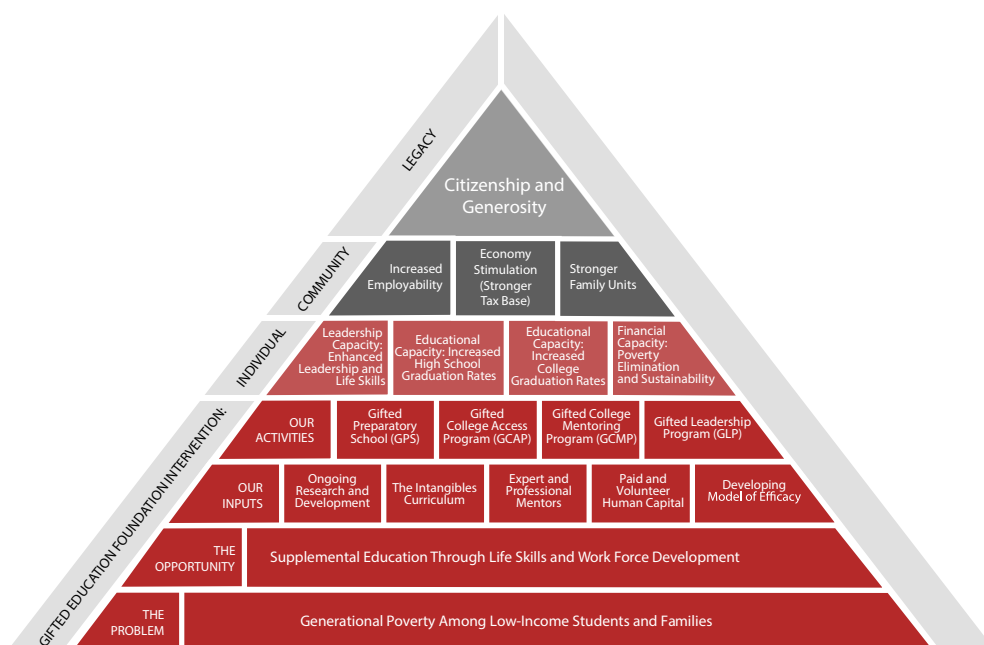 LEGACY
Citizenship and
Generosity
COMMUNITY
Increased
Employability
Economy
Stimulation
(Stronger
Tax Base)
Stronger
Family Units
INDIVIDUAL
Leadership
Capacity:
Enhanced
Leadership and
Life Skills
Educational
Capacity: Increased
High School
Graduation Rates
Educational
Capacity:
Increased
College
Graduation Rates
Financial
Capacity:
Poverty
Elimination
and Sustainability
GIFTED EDUCATION FOUNDATION INTERVENTION:
OUR
ACTIVITIES
Gifted
Preparatory
School (GPS)
Gifted
College Access
Program (GCAP)
Gifted College
Mentoring
Program (GCMP)
Gifted Leadership
Program (GLP)
OUR
INPUTS
Ongoing
Research and
Development
The Intangibles
Curriculum
Expert and
Professional
Mentors
Paid and
Volunteer
Human Capital
Developing
Model of Efficacy
THE
OPPORTUNITY
Supplemental Education Through Life Skills and Work Force Development
THE
PROBLEM
Generational Poverty Among Low-Income Students and Families